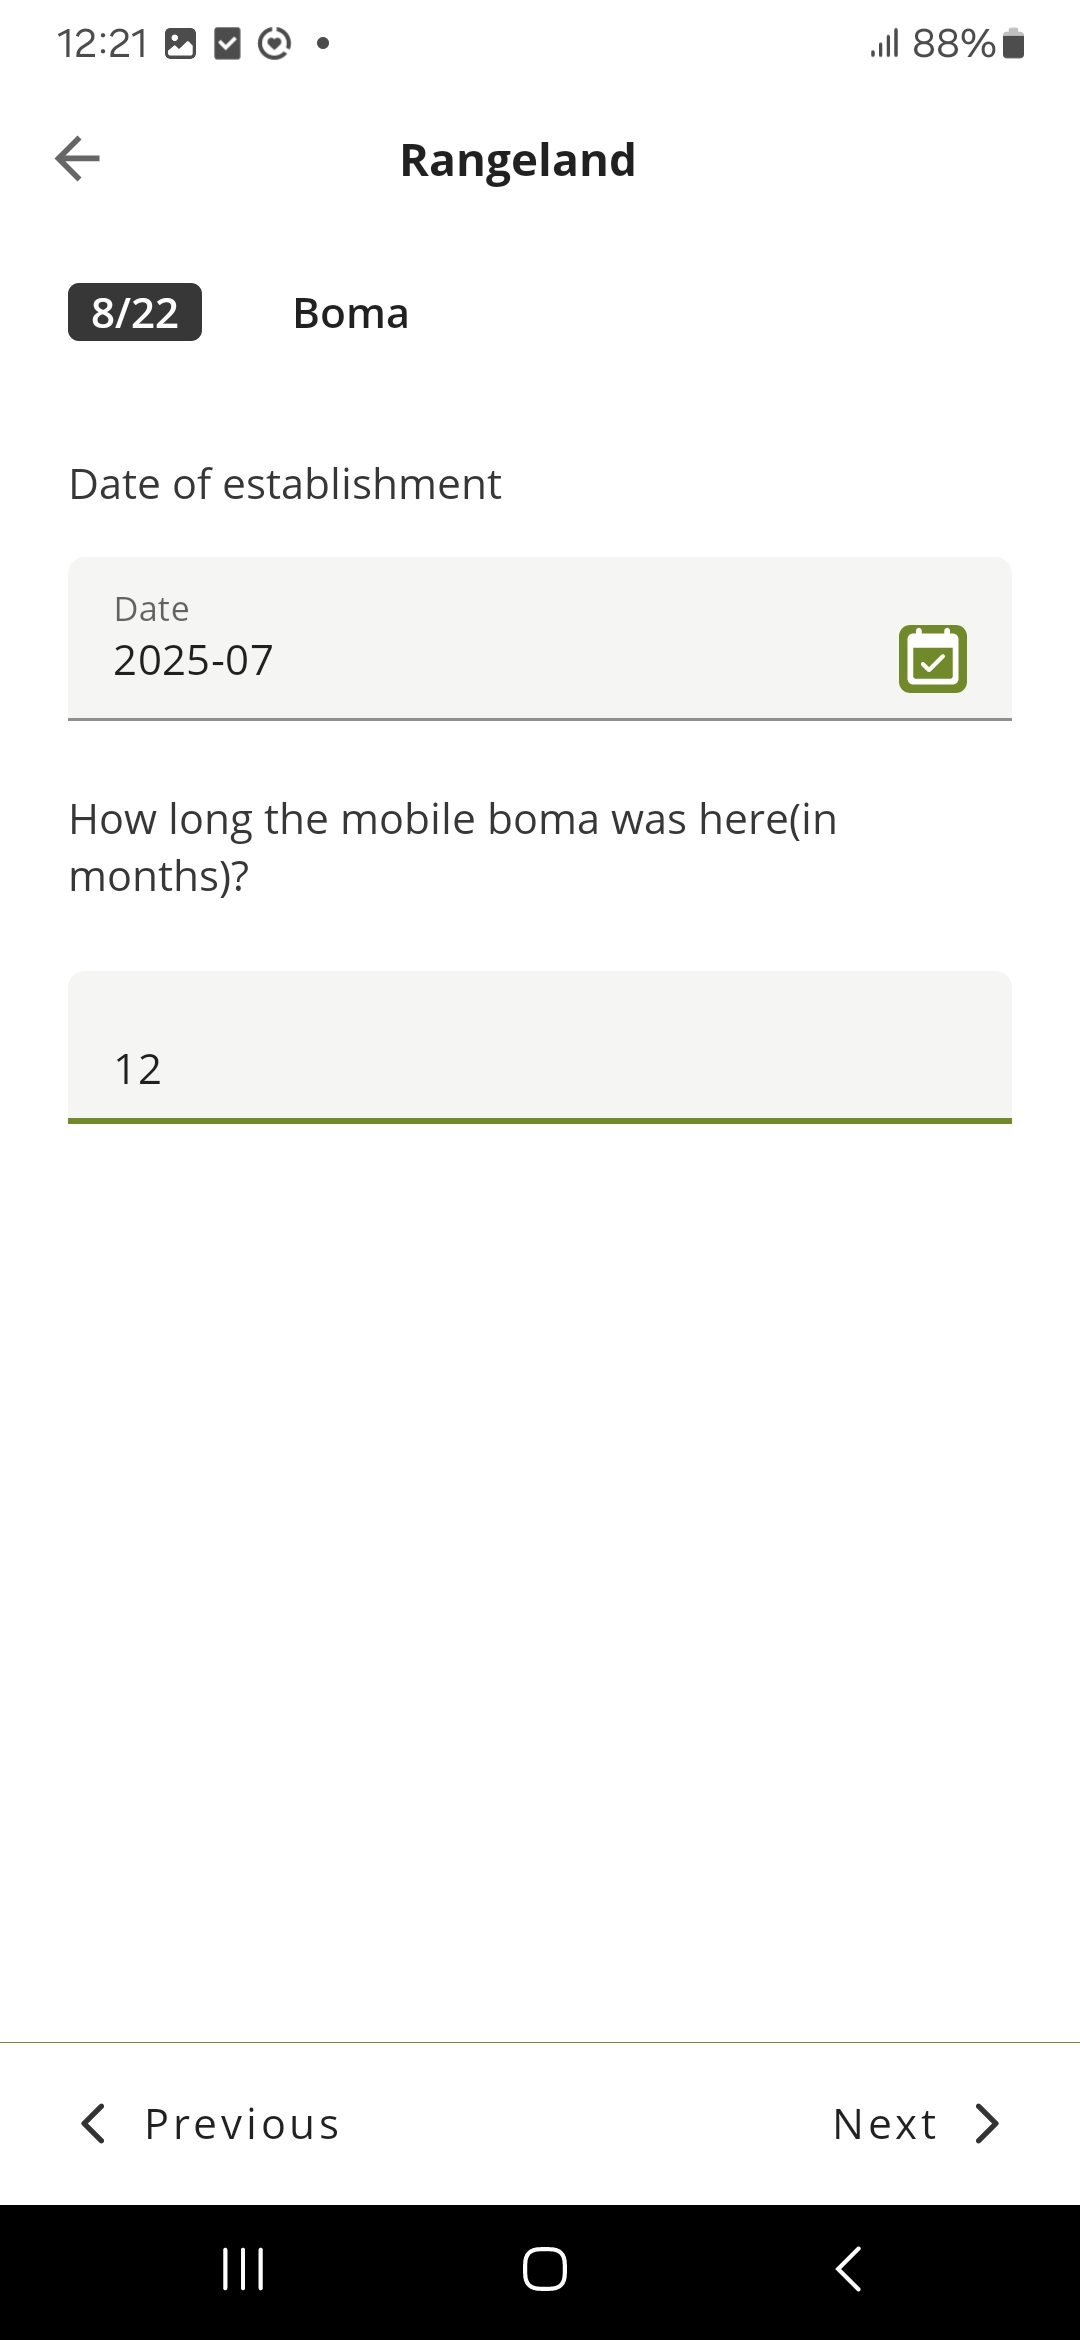 12:21 88%
Rangeland
8/22 Boma
Date of establishment
Date
2025-07
How long the mobile boma was here(in
months)?
12
Previous Next